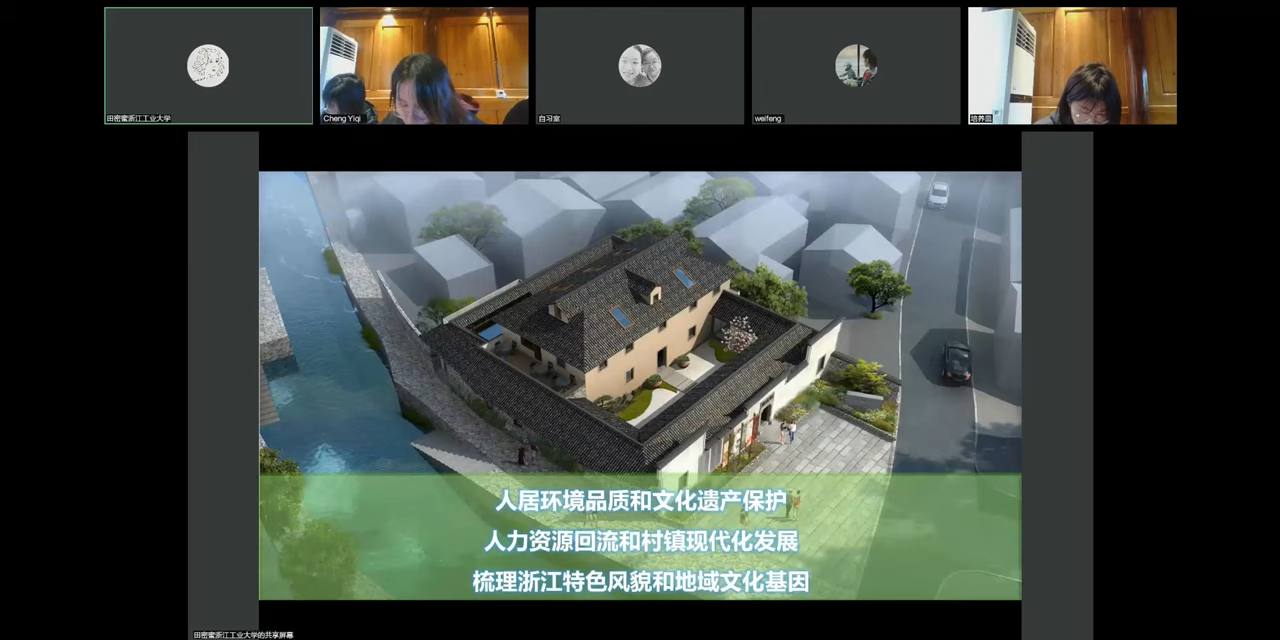 田密蜜浙江工业大学
Cheng Yiqi
自习室
weifeng
培养皿
人居环境品质和文化遗产保护
人力资源回流和村镇现代化发展
梳理浙江特色风貌和地域文化基因
田密蜜浙江工业大学的共享屏幕